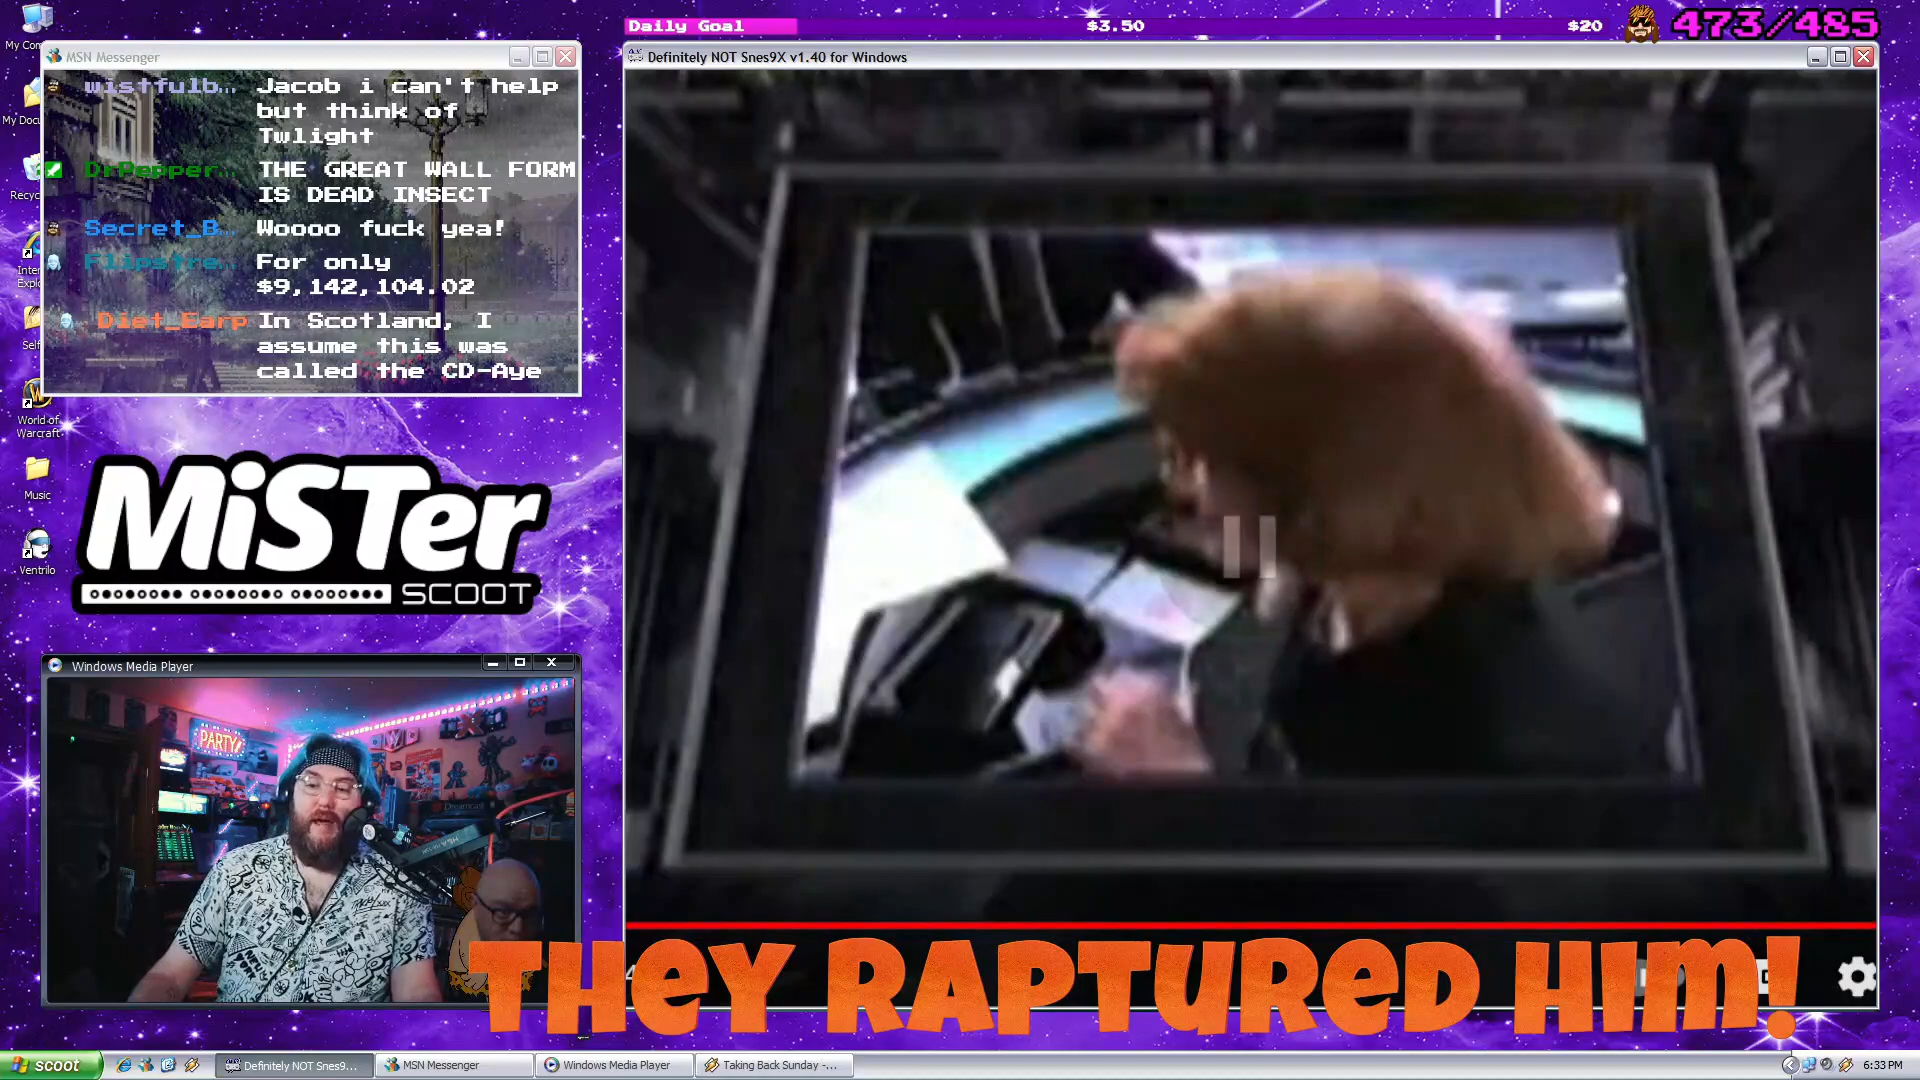 Daily Goal
$3.50
$20
473/485
My Con
MSN Messenger
wistfulb...
Jacob i can't help
but think of
Twlight
My Docu
DrPepper...
THE GREAT WALL FORM
IS DEAD INSECT
Recyc
Secret_B...
Woooo fuck yea!
Flipstre...
For only
$9,142,104.02
Inter
Explo
Diet_Earp
In Scotland, I
assume this was
called the CD-Aye
Self
World of
Warcraft
Music
Ventrilo
MiSTer
SCOOT
Definitely NOT Snes9X v1.40 for Windows
Windows Media Player
PARTY!
Dreamcast
THEY RAPTURED HIM!
scoot
Definitely NOT Snes9...
MSN Messenger
Windows Media Player
Taking Back Sunday -...
6:33 PM